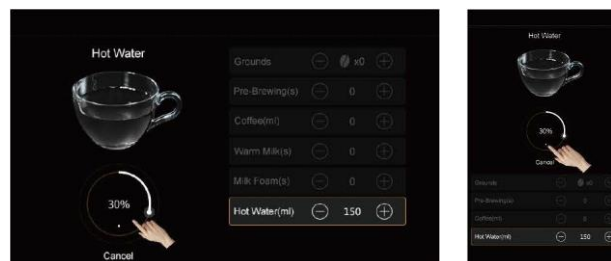 Hot Water
Grounds x0
Pre-Brewing(s) 0
Coffee(ml) 0
Warm Milk(s) 0
Milk Foam(s) 0
Hot Water(ml) 150
30%
Cancel
Hot Water
30%
Cancel
Grounds x0
Pre-Brewing(s) 0
Coffee(ml) 0
Hot Water(ml) 150